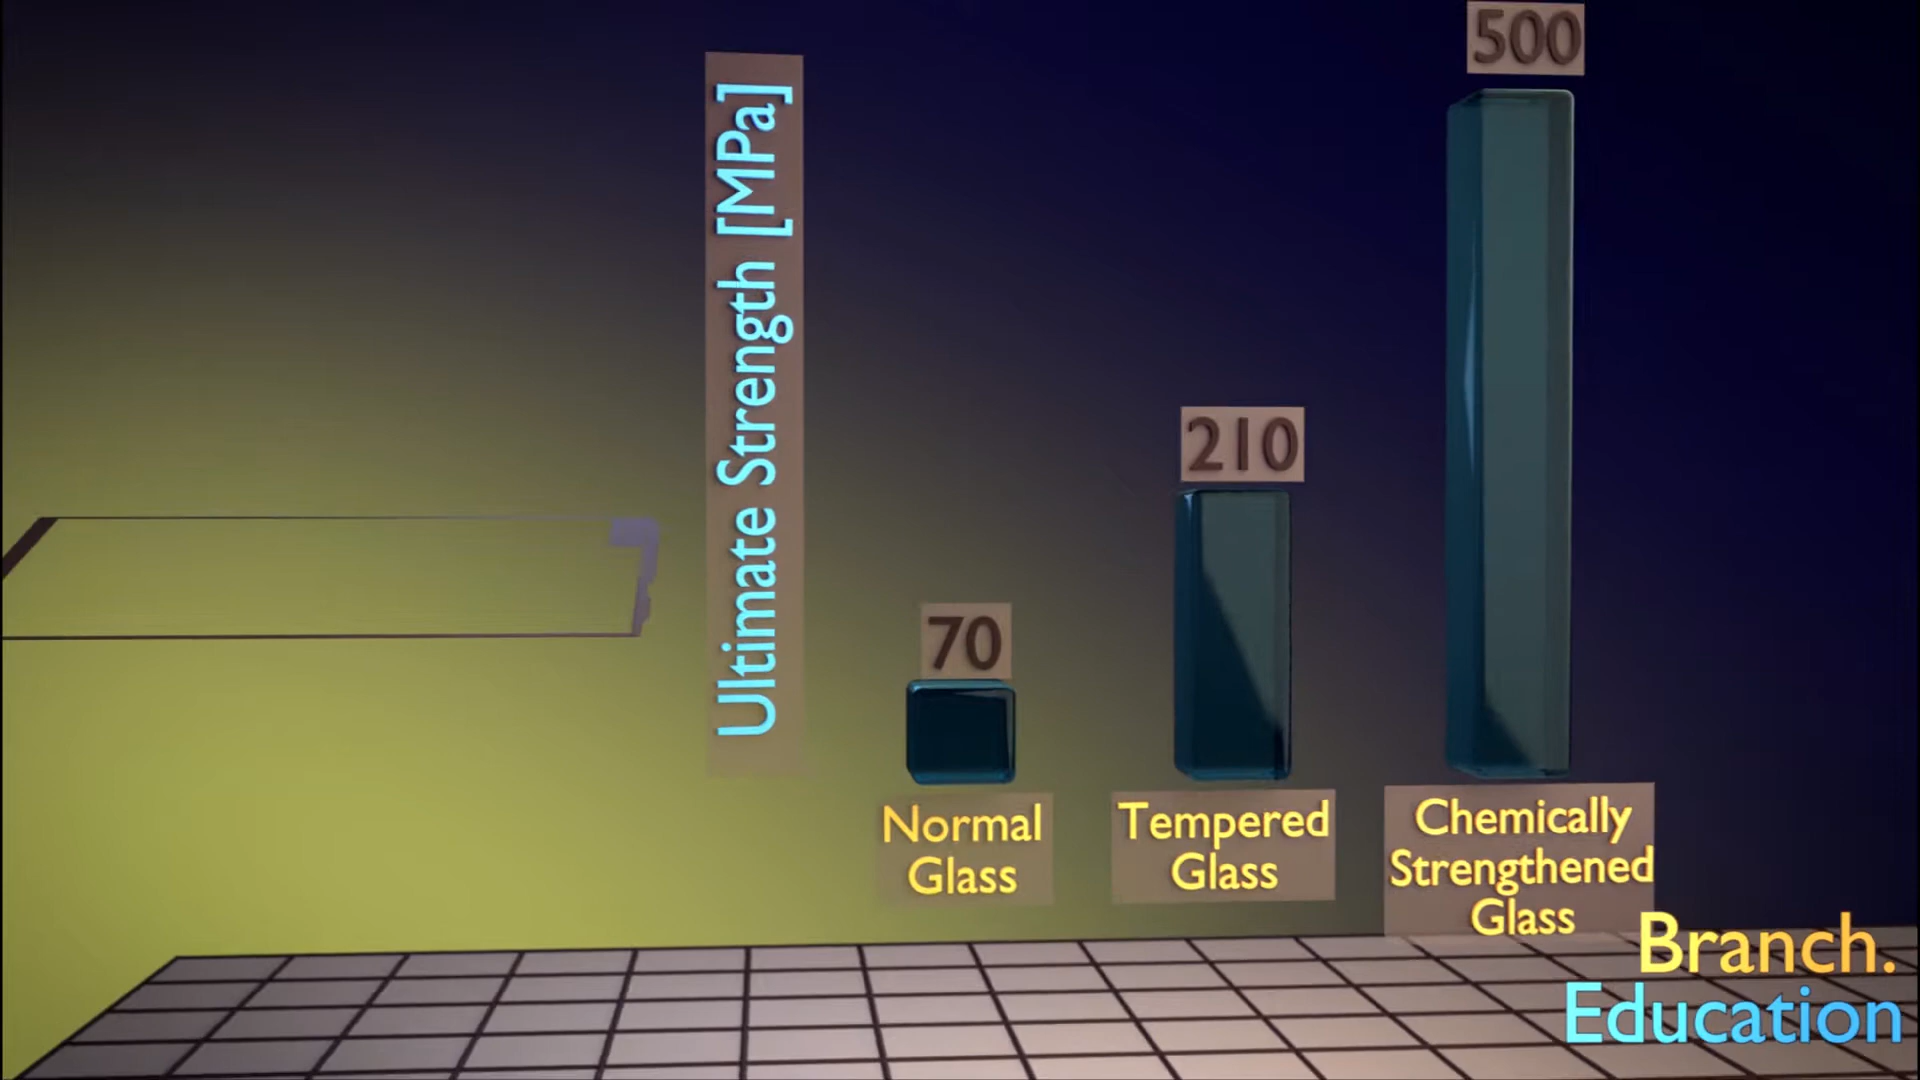 Ultimate Strength [MPa]
70
210
500
Normal
Glass
Tempered
Glass
Chemically
Strengthened
Glass
Branch.
Education